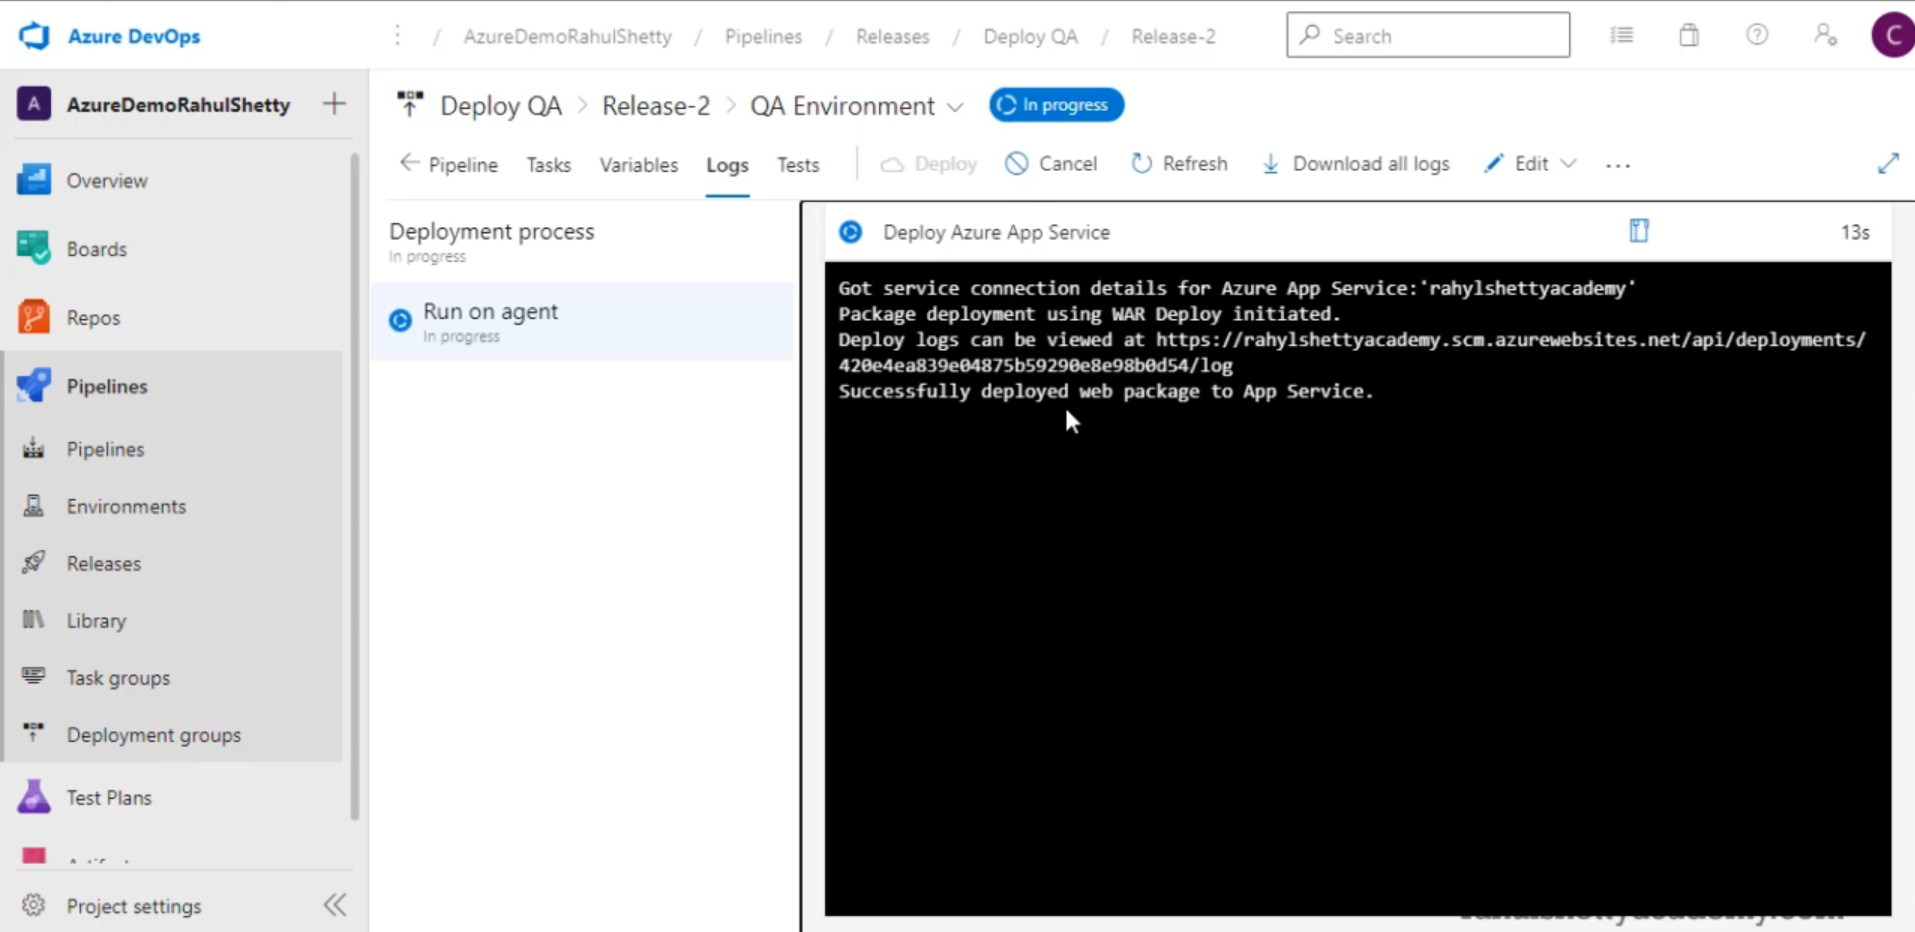 Azure DevOps
/ AzureDemoRahulShetty / Pipelines / Releases / Deploy QA / Release-2
Search
C
A AzureDemoRahulShetty
Overview
Boards
Repos
Pipelines
Pipelines
Environments
Releases
Library
Task groups
Deployment groups
Test Plans
Project settings
Deploy QA > Release-2 > QA Environment
In progress
Pipeline Tasks Variables Logs Tests Deploy Cancel Refresh Download all logs Edit ...
Deployment process
In progress
Run on agent
In progress
Deploy Azure App Service 13s
Got service connection details for Azure App Service:'rahylshettyacademy'
Package deployment using WAR Deploy initiated.
Deploy logs can be viewed at https://rahylshettyacademy.scm.azurewebsites.net/api/deployments/
420e4ea839e04875b59290e8e98b0d54/log
Successfully deployed web package to App Service.